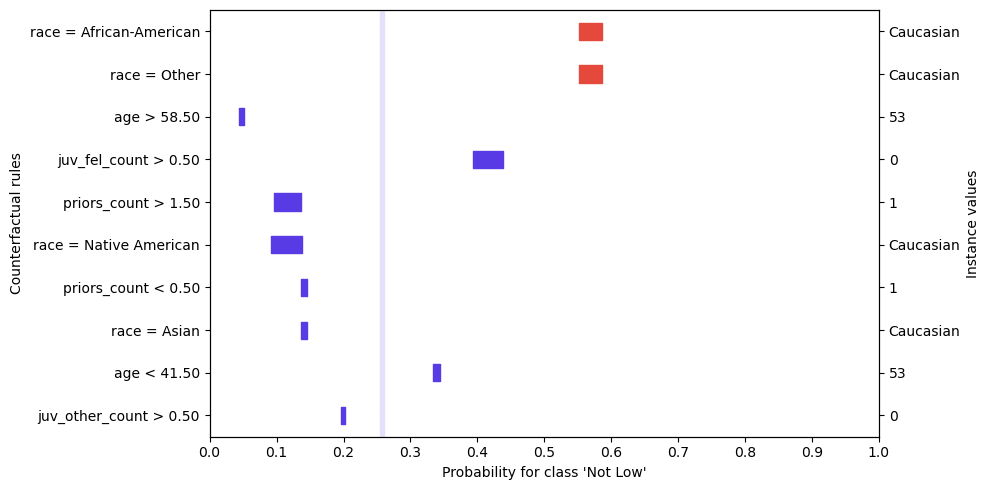 race = African-American Caucasian
race = Other Caucasian
age > 58.50 53
juv_fel_count > 0.50 0
priors_count > 1.50 1
race = Native American Caucasian
priors_count < 0.50 1
race = Asian Caucasian
age < 41.50 53
juv_other_count > 0.50 0
Counterfactual rules
Instance values
0.0 0.1 0.2 0.3 0.4 0.5 0.6 0.7 0.8 0.9 1.0
Probability for class 'Not Low'